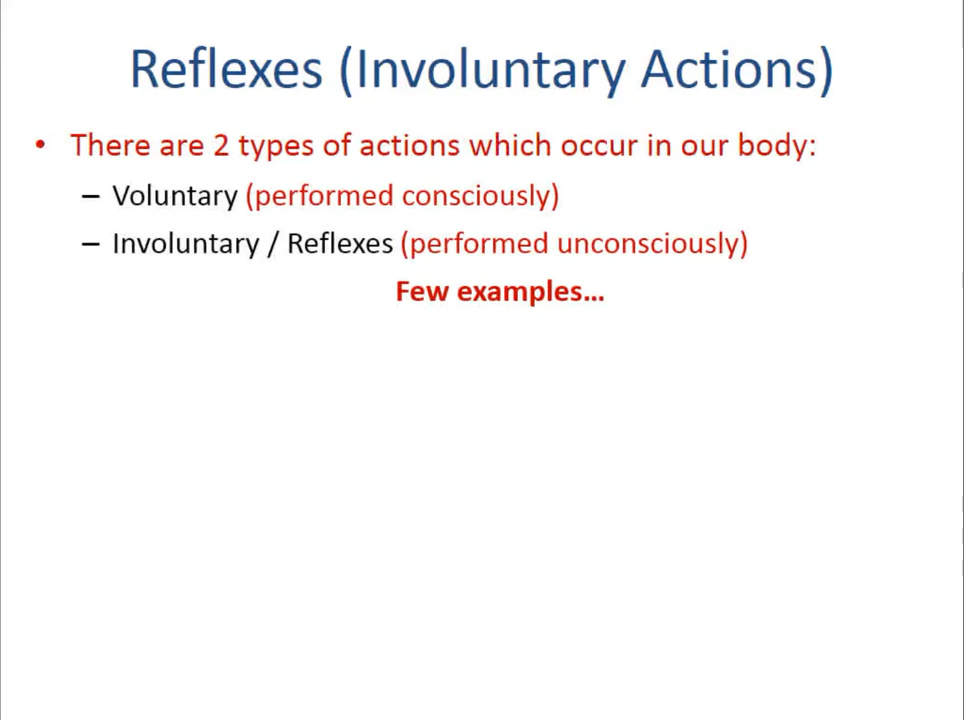 Reflexes (Involuntary Actions)
• There are 2 types of actions which occur in our body:
– Voluntary (performed consciously)
– Involuntary / Reflexes (performed unconsciously)
Few examples…